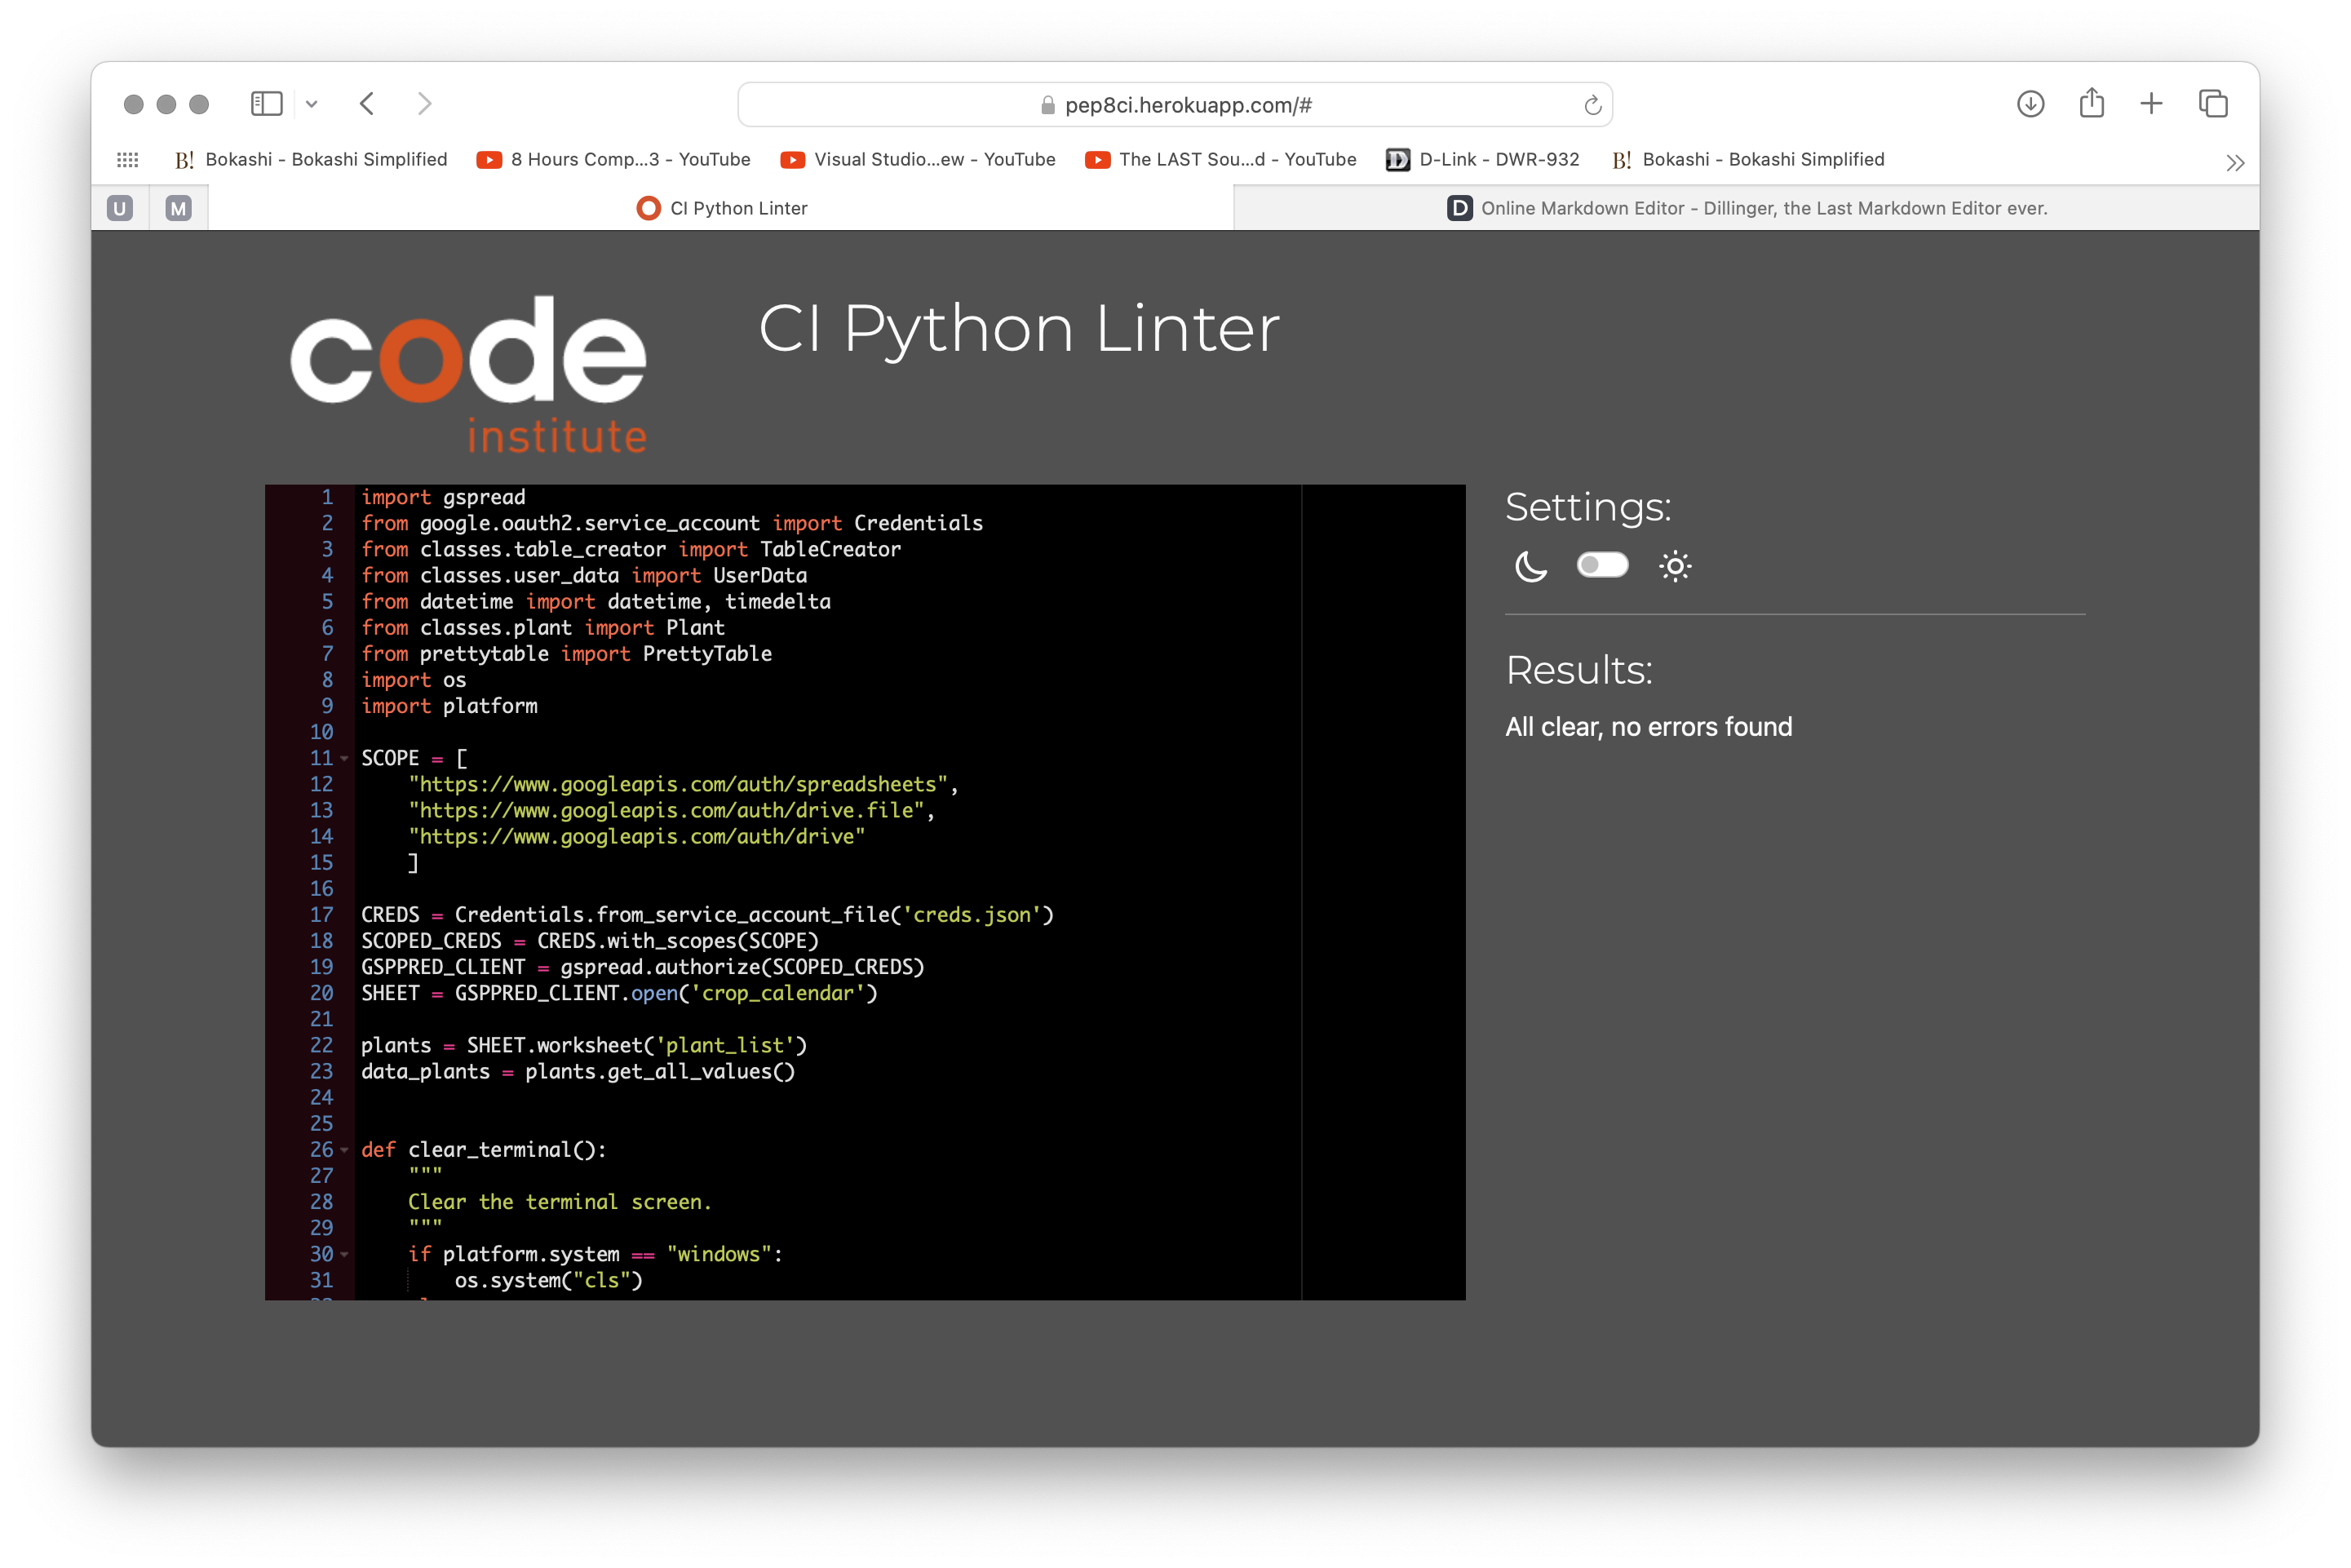 pep8ci.herokuapp.com/#
B! Bokashi - Bokashi Simplified
8 Hours Comp...3 - YouTube
Visual Studio...ew - YouTube
The LAST Sou...d - YouTube
D D-Link - DWR-932
B! Bokashi - Bokashi Simplified
U
M
CI Python Linter
D Online Markdown Editor - Dillinger, the Last Markdown Editor ever.
code
institute
CI Python Linter
1 import gspread
2 from google.oauth2.service_account import Credentials
3 from classes.table_creator import TableCreator
4 from classes.user_data import UserData
5 from datetime import datetime, timedelta
6 from classes.plant import Plant
7 from prettytable import PrettyTable
8 import os
9 import platform
10
11 SCOPE = [
12     "https://www.googleapis.com/auth/spreadsheets",
13     "https://www.googleapis.com/auth/drive.file",
14     "https://www.googleapis.com/auth/drive"
15     ]
16
17 CREDS = Credentials.from_service_account_file('creds.json')
18 SCOPED_CREDS = CREDS.with_scopes(SCOPE)
19 GSPPRED_CLIENT = gspread.authorize(SCOPED_CREDS)
20 SHEET = GSPPRED_CLIENT.open('crop_calendar')
21
22 plants = SHEET.worksheet('plant_list')
23 data_plants = plants.get_all_values()
24
25
26 def clear_terminal():
27     """
28     Clear the terminal screen.
29     """
30     if platform.system == "windows":
31         os.system("cls")
Settings:
Results:
All clear, no errors found